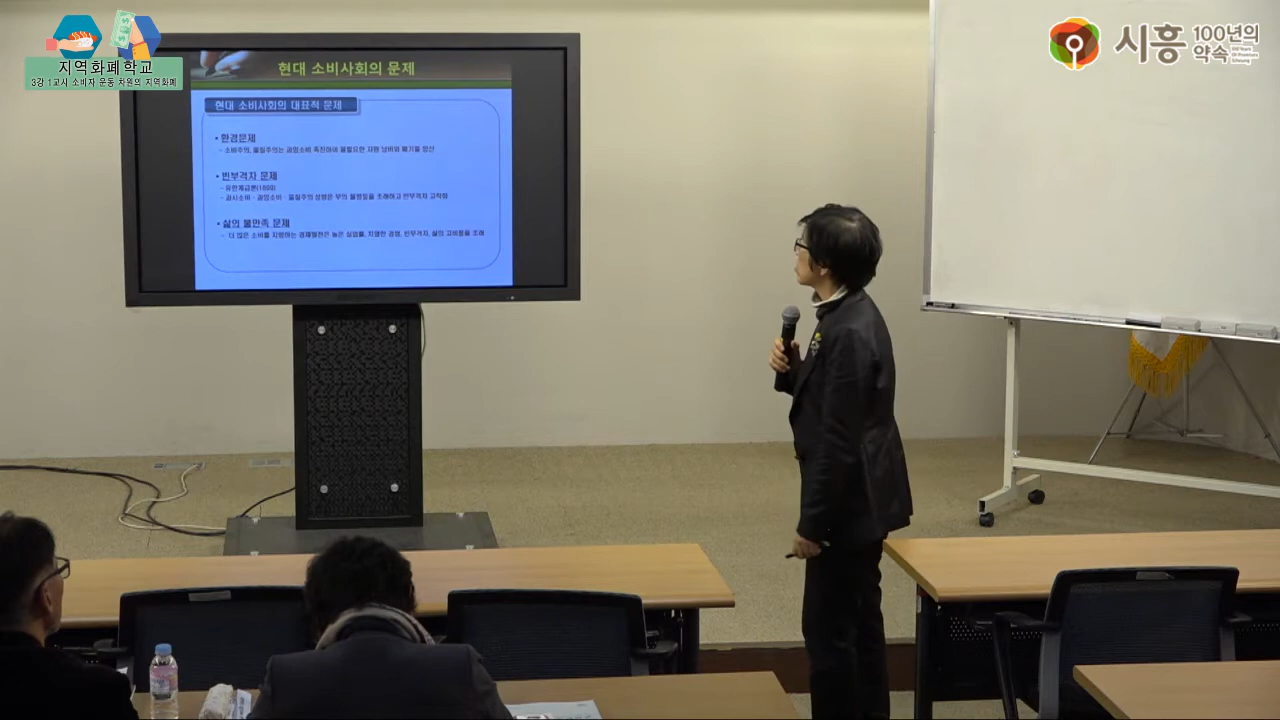 지역화폐학교
3강 1교시 소비자 운동 차원의 지역화폐
시흥 100년의 약속
현대 소비사회의 문제
현대 소비사회의 대표적 문제
• 환경문제
- 소비주의, 물질주의는 과잉소비 촉진하여 불필요한 자원 낭비와 폐기물 양산
• 빈부격차 문제
- 유한계급론(1899)
- 과시소비 · 과잉소비 · 물질주의 성행은 부의 불평등을 초래하고 빈부격차 고착화
• 삶의 불만족 문제
- 더 많은 소비를 지향하는 경제발전은 높은 실업률, 치열한 경쟁, 빈부격차, 삶의 고비용을 초래